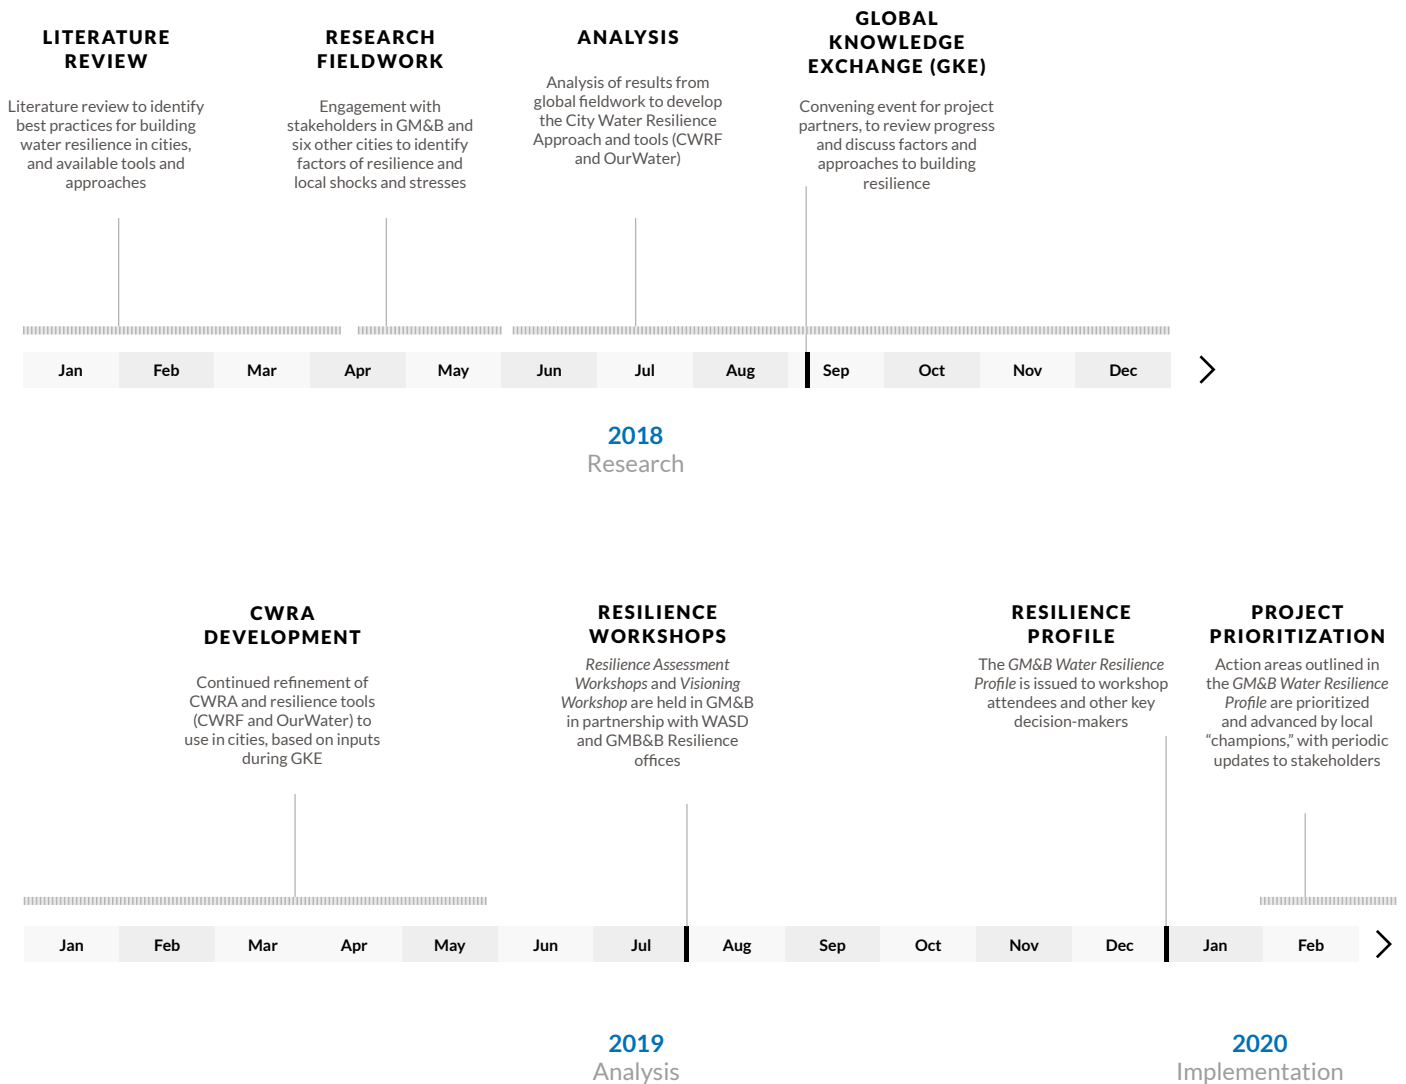 LITERATURE
REVIEW
Literature review to identify
best practices for building
water resilience in cities,
and available tools and
approaches
RESEARCH
FIELDWORK
Engagement with
stakeholders in GM&B and
six other cities to identify
factors of resilience and
local shocks and stresses
ANALYSIS
Analysis of results from
global fieldwork to develop
the City Water Resilience
Approach and tools (CWRF
and OurWater)
GLOBAL
KNOWLEDGE
EXCHANGE (GKE)
Convening event for project
partners, to review progress
and discuss factors and
approaches to building
resilience
Jan Feb Mar Apr May Jun Jul Aug Sep Oct Nov Dec
2018
Research
CWRA
DEVELOPMENT
Continued refinement of
CWRA and resilience tools
(CWRF and OurWater) to
use in cities, based on inputs
during GKE
RESILIENCE
WORKSHOPS
Resilience Assessment
Workshops and Visioning
Workshop are held in GM&B
in partnership with WASD
and GMB&B Resilience
offices
RESILIENCE
PROFILE
The GM&B Water Resilience
Profile is issued to workshop
attendees and other key
decision-makers
PROJECT
PRIORITIZATION
Action areas outlined in
the GM&B Water Resilience
Profile are prioritized
and advanced by local
“champions,” with periodic
updates to stakeholders
Jan Feb Mar Apr May Jun Jul Aug Sep Oct Nov Dec Jan Feb
2019
Analysis
2020
Implementation